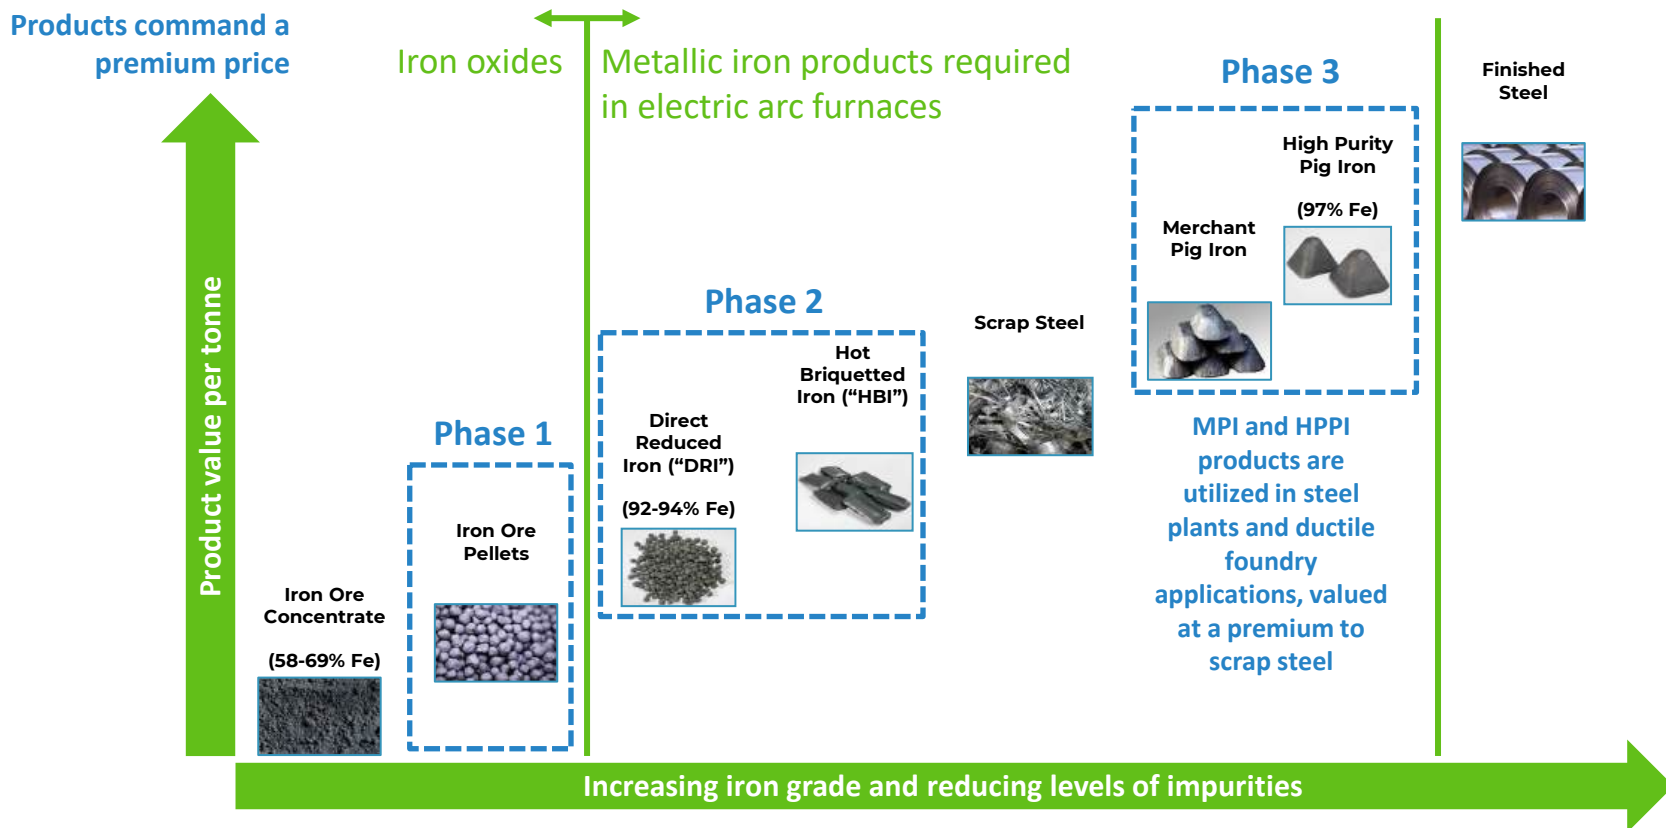 Products command a
premium price
Iron oxides
Metallic iron products required
in electric arc furnaces
Product value per tonne
Iron Ore
Concentrate
(58-69% Fe)
Phase 1
Iron Ore
Pellets
Phase 2
Direct
Reduced
Iron (“DRI”)
(92-94% Fe)
Hot
Briquetted
Iron (“HBI”)
Scrap Steel
Phase 3
Merchant
Pig Iron
High Purity
Pig Iron
(97% Fe)
MPI and HPPI
products are
utilized in steel
plants and ductile
foundry
applications, valued
at a premium to
scrap steel
Finished
Steel
Increasing iron grade and reducing levels of impurities